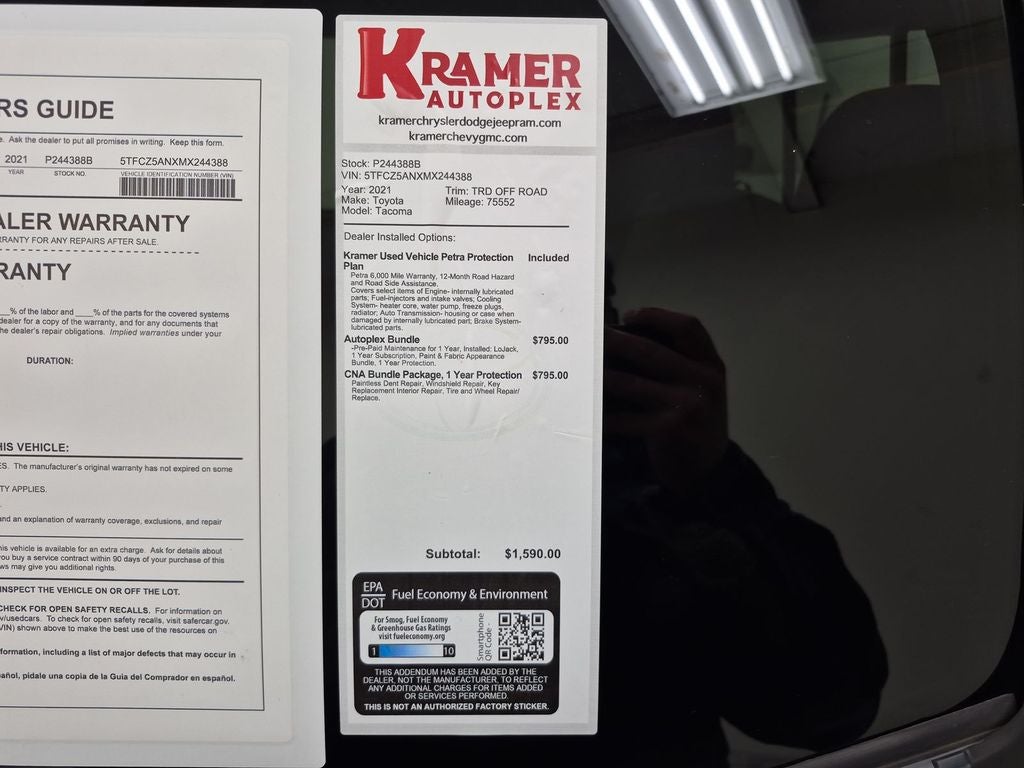 RS GUIDE
e. Ask the dealer to put all promises in writing. Keep this form.
2021 P244388B 5TFCZ5ANXMX244388
YEAR STOCK NO. VEHICLE IDENTIFICATION NUMBER (VIN)
ALER WARRANTY
RRANTY FOR ANY REPAIRS AFTER SALE.
RANTY
__% of the labor and ____% of the parts for the covered systems
dealer for a copy of the warranty, and for any documents that
he dealer's repair obligations. Implied warranties under your
DURATION:
HIS VEHICLE:
ES. The manufacturer's original warranty has not expired on some
TY APPLIES.
and an explanation of warranty coverage, exclusions, and repair
his vehicle is available for an extra charge. Ask for details about
you buy a service contract within 90 days of your purchase of this
ws may give you additional rights.
INSPECT THE VEHICLE ON OR OFF THE LOT.
CHECK FOR OPEN SAFETY RECALLS. For information on
v/usedcars. To check for open safety recalls, visit safercar.gov.
VIN) shown above to make the best use of the resources on
formation, including a list of major defects that may occur in
añol, pídale una copia de la Guia del Comprador en español.
KRAMER
AUTOPLEX
kramerchryslerdodgejeepram.com
kramerchevygmc.com
Stock: P244388B
VIN: 5TFCZ5ANXMX244388
Year: 2021 Trim: TRD OFF ROAD
Make: Toyota Mileage: 75552
Model: Tacoma
Dealer Installed Options:
Kramer Used Vehicle Petra Protection Included
Plan
Petra 6,000 Mile Warranty, 12-Month Road Hazard
and Road Side Assistance.
Covers select items of Engine- internally lubricated
parts; Fuel-injectors and intake valves; Cooling
System- heater core, water pump, freeze plugs,
radiator; Auto Transmission- housing or case when
damaged by internally lubricated part; Brake System-
lubricated parts.
Autoplex Bundle $795.00
-Pre-Paid Maintenance for 1 Year, Installed; LoJack,
1 Year Subscription, Paint & Fabric Appearance
Bundle, 1 Year Protection.
CNA Bundle Package, 1 Year Protection $795.00
Paintless Dent Repair, Windshield Repair, Key
Replacement Interior Repair, Tire and Wheel Repair/
Replace.
Subtotal: $1,590.00
EPA
DOT Fuel Economy & Environment
For Smog, Fuel Economy
& Greenhouse Gas Ratings
visit fueleconomy.org
1 10
Smartphone
QR Code
THIS ADDENDUM HAS BEEN ADDED BY THE
DEALER, NOT THE MANUFACTURER, TO REFLECT
ANY ADDITIONAL CHARGES FOR ITEMS ADDED
OR SERVICES PERFORMED.
THIS IS NOT AN AUTHORIZED FACTORY STICKER.